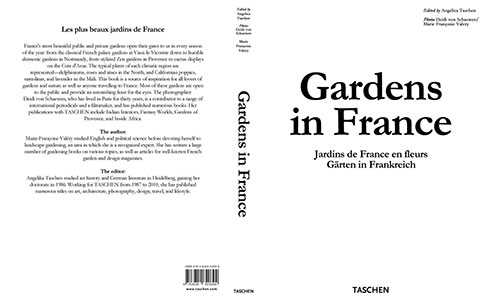 Les plus beaux jardins de France
France's most beautiful public and private gardens open their gates to us in every season
of the year: from the classical French palace gardens at Vaux-le-Vicomte down to humble
domestic gardens in Normandy, from stylized Zen gardens in Provence to cactus displays
on the Cote d'Azur. The typical plants of each climatic region are
represented—delphiniums, roses and irises in the North, and Californian poppies,
santolinas, and lavender in the Midi. This book is a source of inspiration for all lovers of
gardens and nature as well as anyone travelling to France. Most of these gardens are open
to the public and provide an astonishing feast for the eyes. The photographer
Deidi von Schaewen, who has lived in Paris for thirty years, is a contributor to a range of
international periodicals and a filmmaker, and has published numerous books. Her
publications with TASCHEN include Indian Interiors, Fantasy Worlds, Gardens of
Provence, and Inside Africa.
The author:
Marie-Françoise Valéry studied English and political science before devoting herself to
landscape gardening, an area in which she is a recognized expert. She has written a large
number of gardening books on various topics, as well as articles for well-known French
garden and design magazines.
The editor:
Angelika Taschen studied art history and German literature in Heidelberg, gaining her
doctorate in 1986. Working for TASCHEN from 1987 to 2010, she has published
numerous titles on art, architecture, photography, design, travel, and lifestyle.
www.taschen.com
Edited by
Angelica
Taschen
Photos:
Deidi von
Schaewen
Marie
Françoise
Valéry
Gardens in France
TASCHEN
Edited by Angelica Taschen
Photos: Deidi von Schaewen/
Marie Françoise Valéry
Gardens
in France
Jardins de France en fleurs
Gärten in Frankreich
TASCHEN